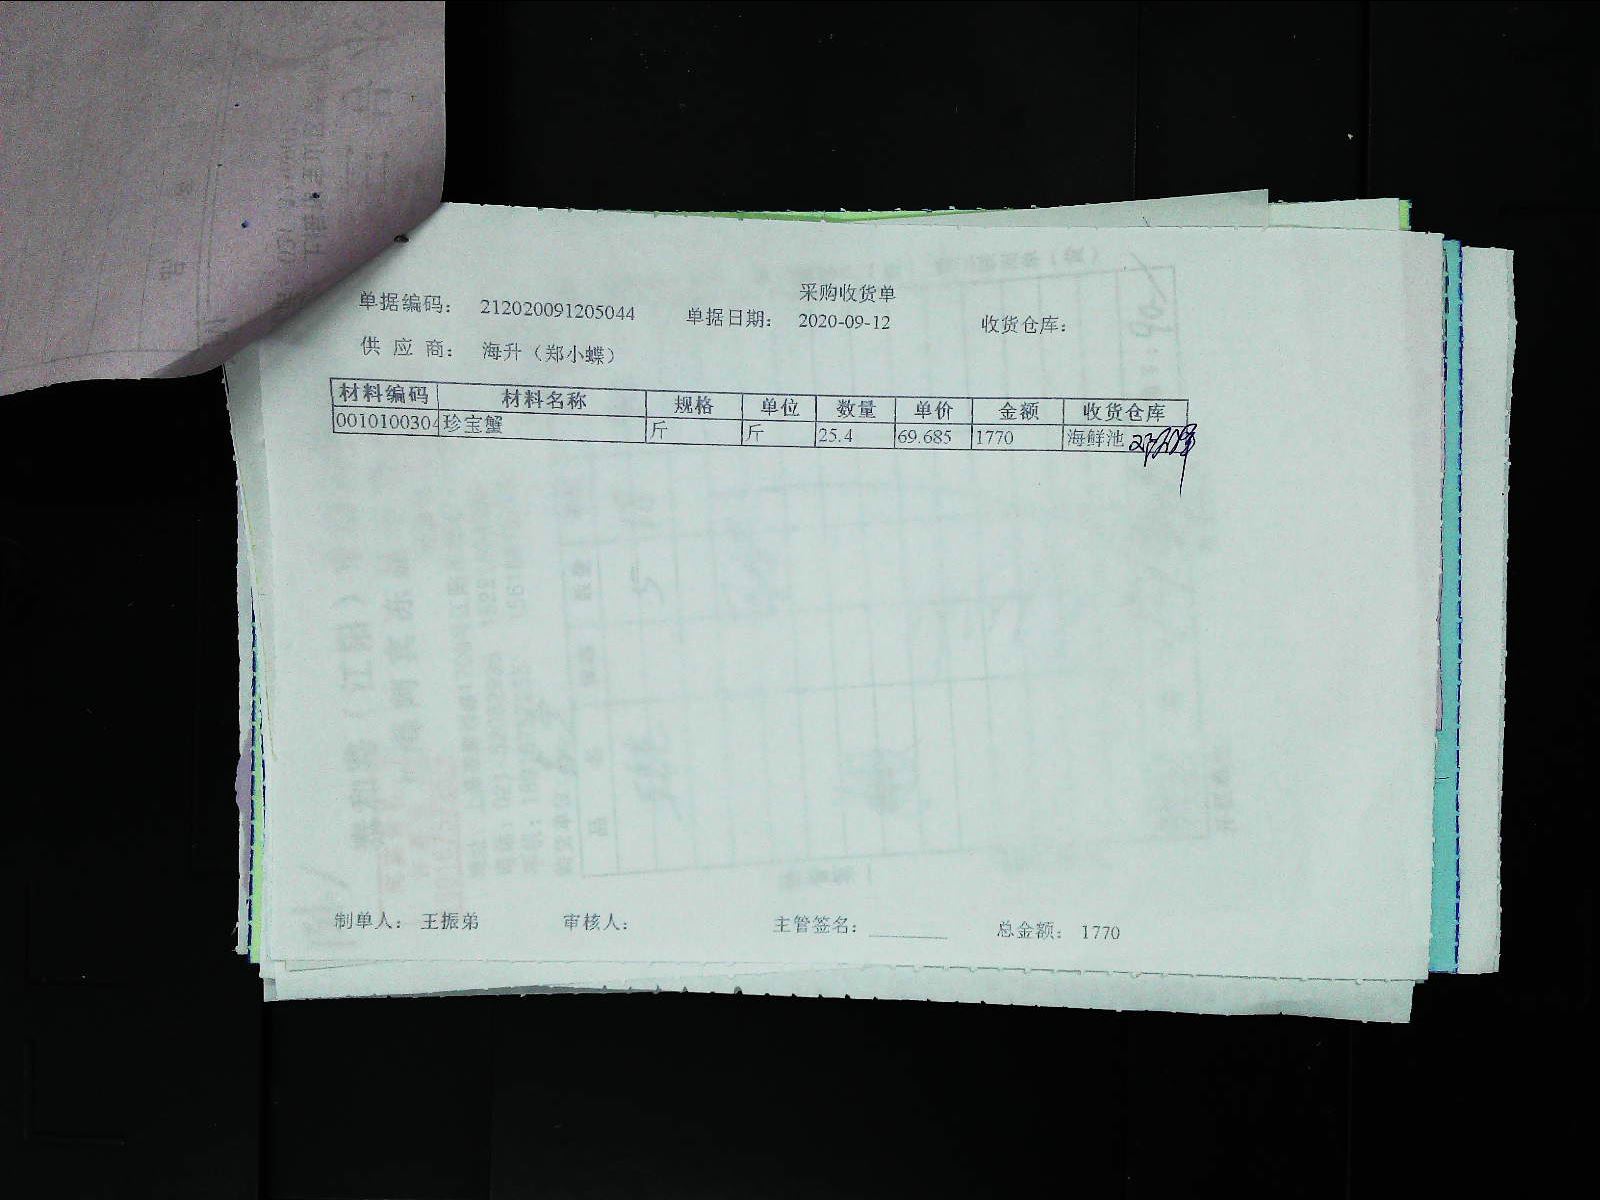 采购收货单
单据编码： 212020091205044 单据日期： 2020-09-12 收货仓库：
供 应 商： 海升（郑小蝶）
材料编码 材料名称 规格 单位 数量 单价 金额 收货仓库
0010100304 珍宝蟹 斤 斤 25.4 69.685 1770 海鲜池
制单人： 王振弟 审核人： 主管签名： 总金额： 1770